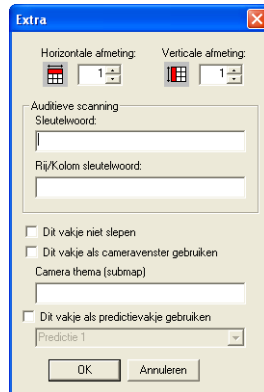 Extra
Horizontale afmeting: Verticale afmeting:
1 1
Auditieve scanning
Sleutelwoord:
Rij/Kolom sleutelwoord:
Dit vakje niet slepen
Dit vakje als cameravenster gebruiken
Camera thema (submap)
Dit vakje als predictievakje gebruiken
Predictie 1
OK Annuleren